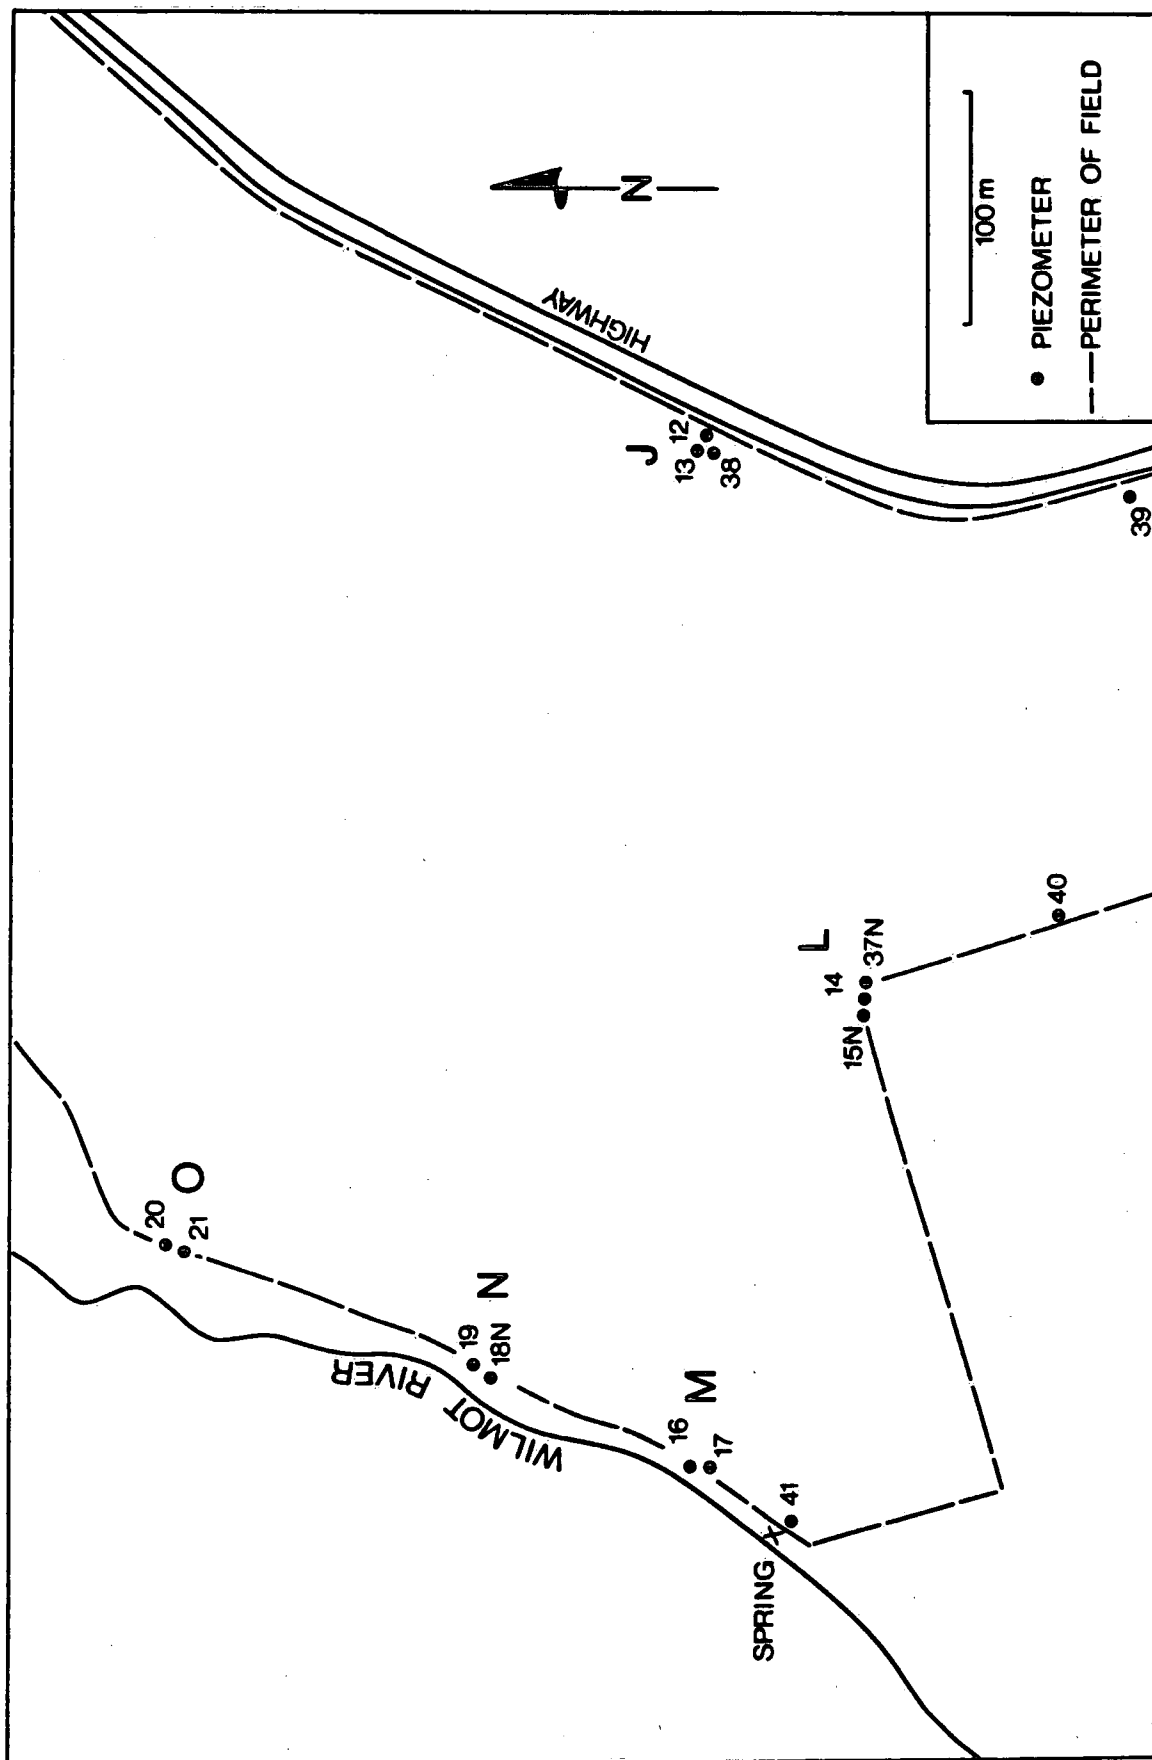 HIGHWAY
N
100 m
PIEZOMETER
PERIMETER OF FIELD
J
13 12
38
39
40
L
14
37N
15N
O
20
21
N
19
18N
WILMOT RIVER
M
16
17
41
SPRING X